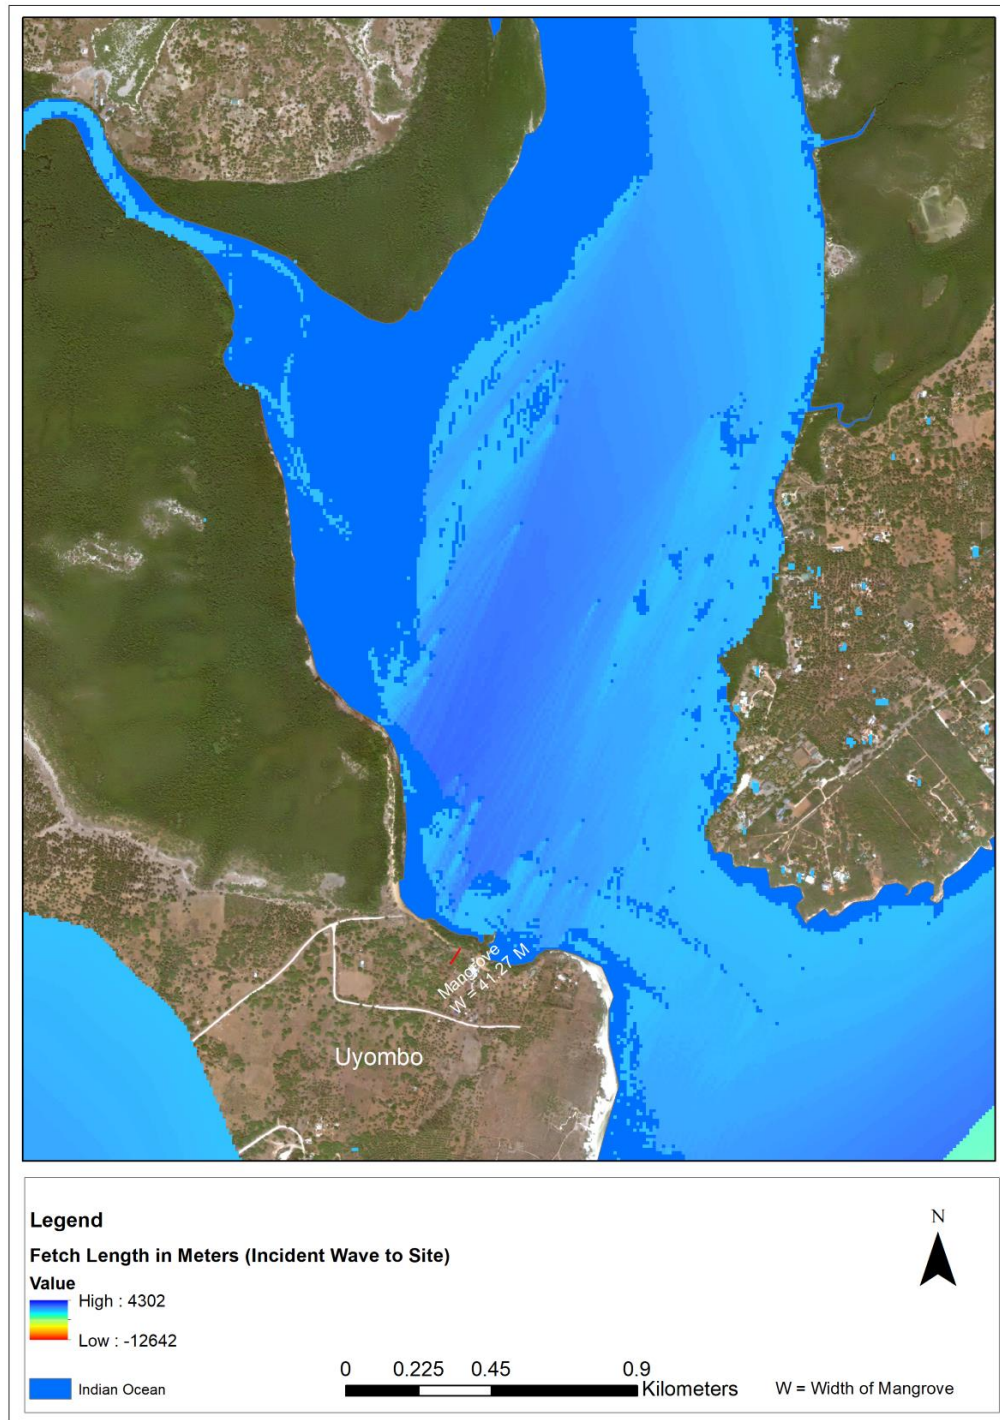 Mangrove
W = 41.27 M
Uyombo
Legend
Fetch Length in Meters (Incident Wave to Site)
Value
High : 4302
Low : -12642
Indian Ocean
0 0.225 0.45 0.9
Kilometers
N
W = Width of Mangrove